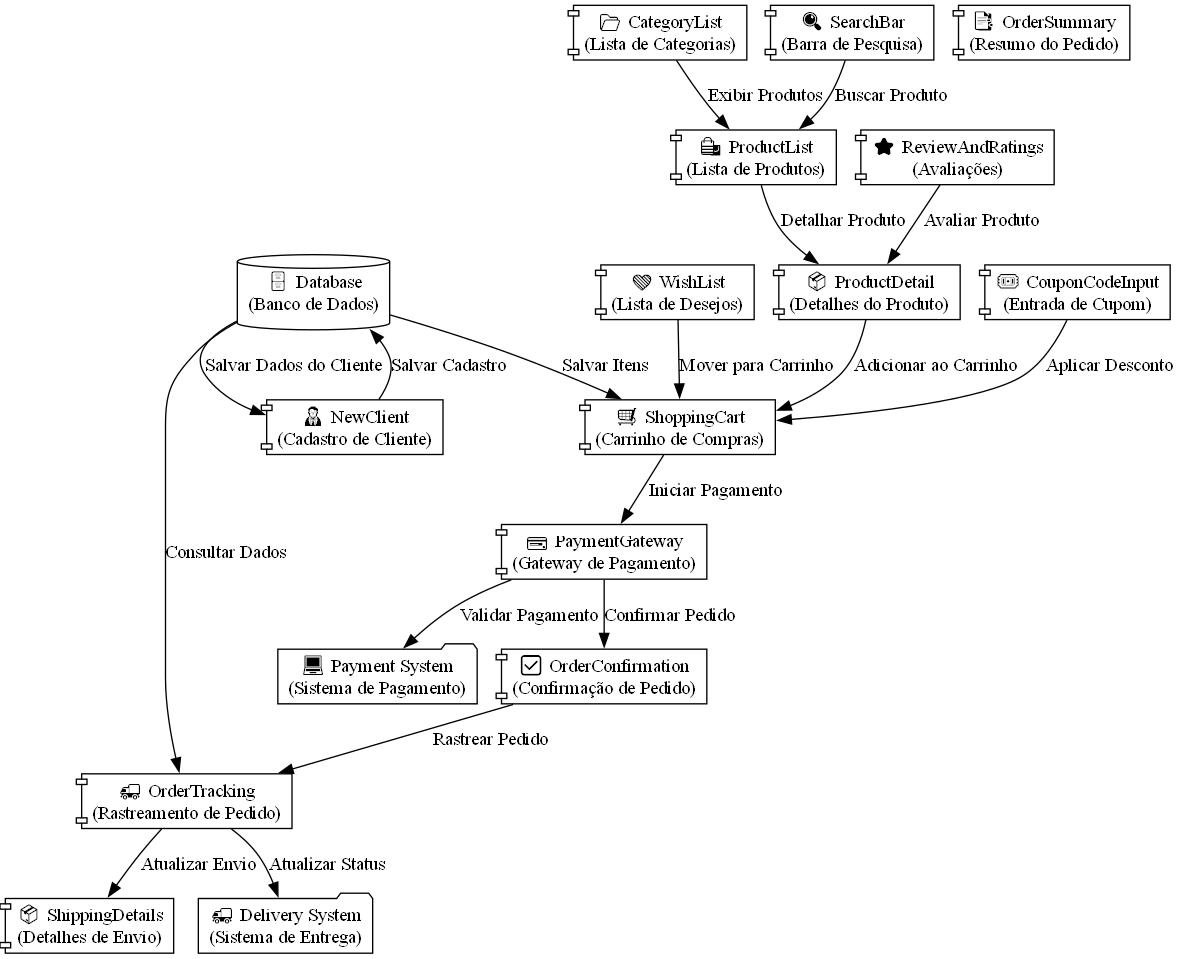 CategoryList
(Lista de Categorias)
SearchBar
(Barra de Pesquisa)
OrderSummary
(Resumo do Pedido)
Exibir Produtos
Buscar Produto
ProductList
(Lista de Produtos)
ReviewAndRatings
(Avaliações)
Detalhar Produto
Avaliar Produto
Database
(Banco de Dados)
WishList
(Lista de Desejos)
ProductDetail
(Detalhes do Produto)
CouponCodeInput
(Entrada de Cupom)
Salvar Dados do Cliente
Salvar Cadastro
Salvar Itens
Mover para Carrinho
Adicionar ao Carrinho
Aplicar Desconto
NewClient
(Cadastro de Cliente)
ShoppingCart
(Carrinho de Compras)
Iniciar Pagamento
Consultar Dados
PaymentGateway
(Gateway de Pagamento)
Validar Pagamento
Confirmar Pedido
Payment System
(Sistema de Pagamento)
OrderConfirmation
(Confirmação de Pedido)
Rastrear Pedido
OrderTracking
(Rastreamento de Pedido)
Atualizar Envio
Atualizar Status
ShippingDetails
(Detalhes de Envio)
Delivery System
(Sistema de Entrega)